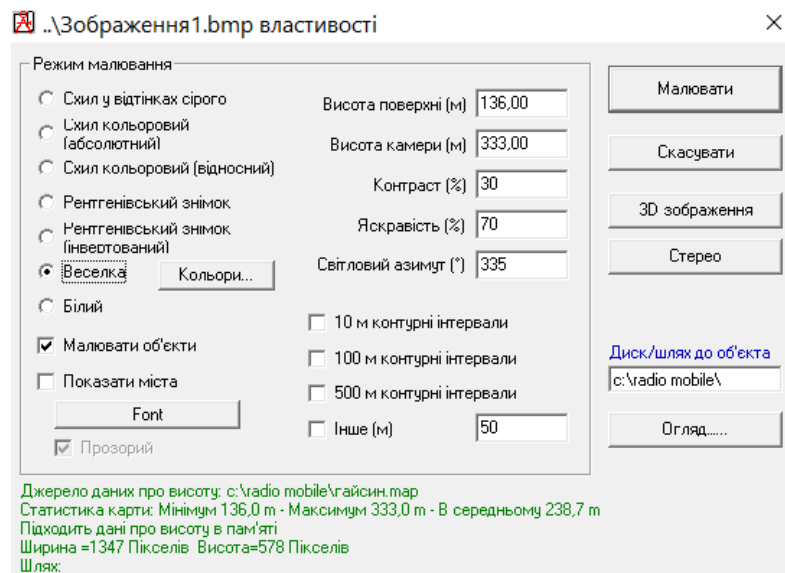 ..\Зображення1.bmp властивості
Режим малювання
Схил у відтінках сірого
Схил кольоровий
(абсолютний)
Схил кольоровий (відносний)
Рентгенівський знімок
Рентгенівський знімок
(інвертований)
Веселка
Кольори...
Білий
Малювати об'єкти
Показати міста
Font
Прозорий
Висота поверхні (м) 136,00
Висота камери (м) 333,00
Контраст (%) 30
Яскравість (%) 70
Світловий азимут (°) 335
10 м контурні інтервали
100 м контурні інтервали
500 м контурні інтервали
Інше (м) 50
Малювати
Скасувати
3D зображення
Стерео
Диск/шлях до об'єкта
c:\radio mobile\
Огляд......
Джерело даних про висоту: c:\radio mobile\гайсин.map
Статистика карти: Мінімум 136,0 m - Максимум 333,0 m - В середньому 238,7 m
Підходить дані про висоту в пам'яті
Ширина =1347 Пікселів Висота=578 Пікселів
Шлях: